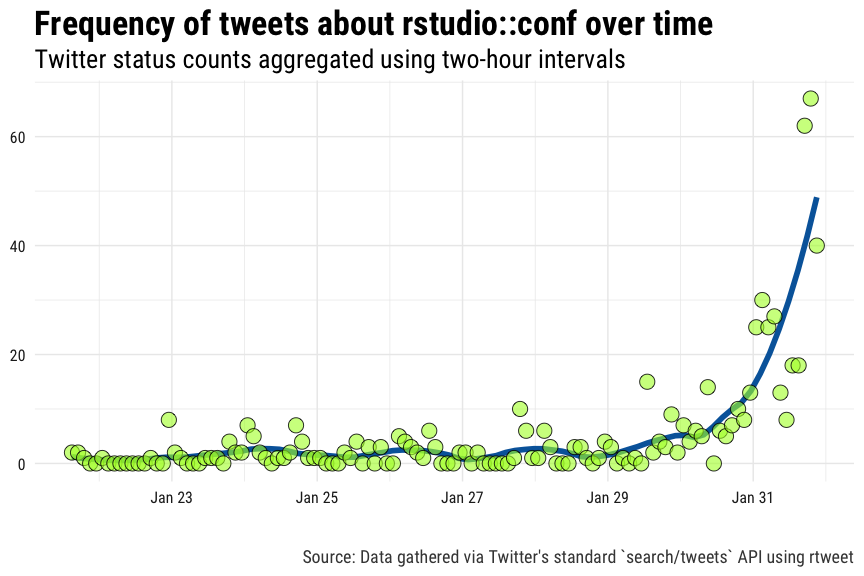 Frequency of tweets about rstudio::conf over time
Twitter status counts aggregated using two-hour intervals
60
40
20
0
Jan 23 Jan 25 Jan 27 Jan 29 Jan 31
Source: Data gathered via Twitter's standard `search/tweets` API using rtweet